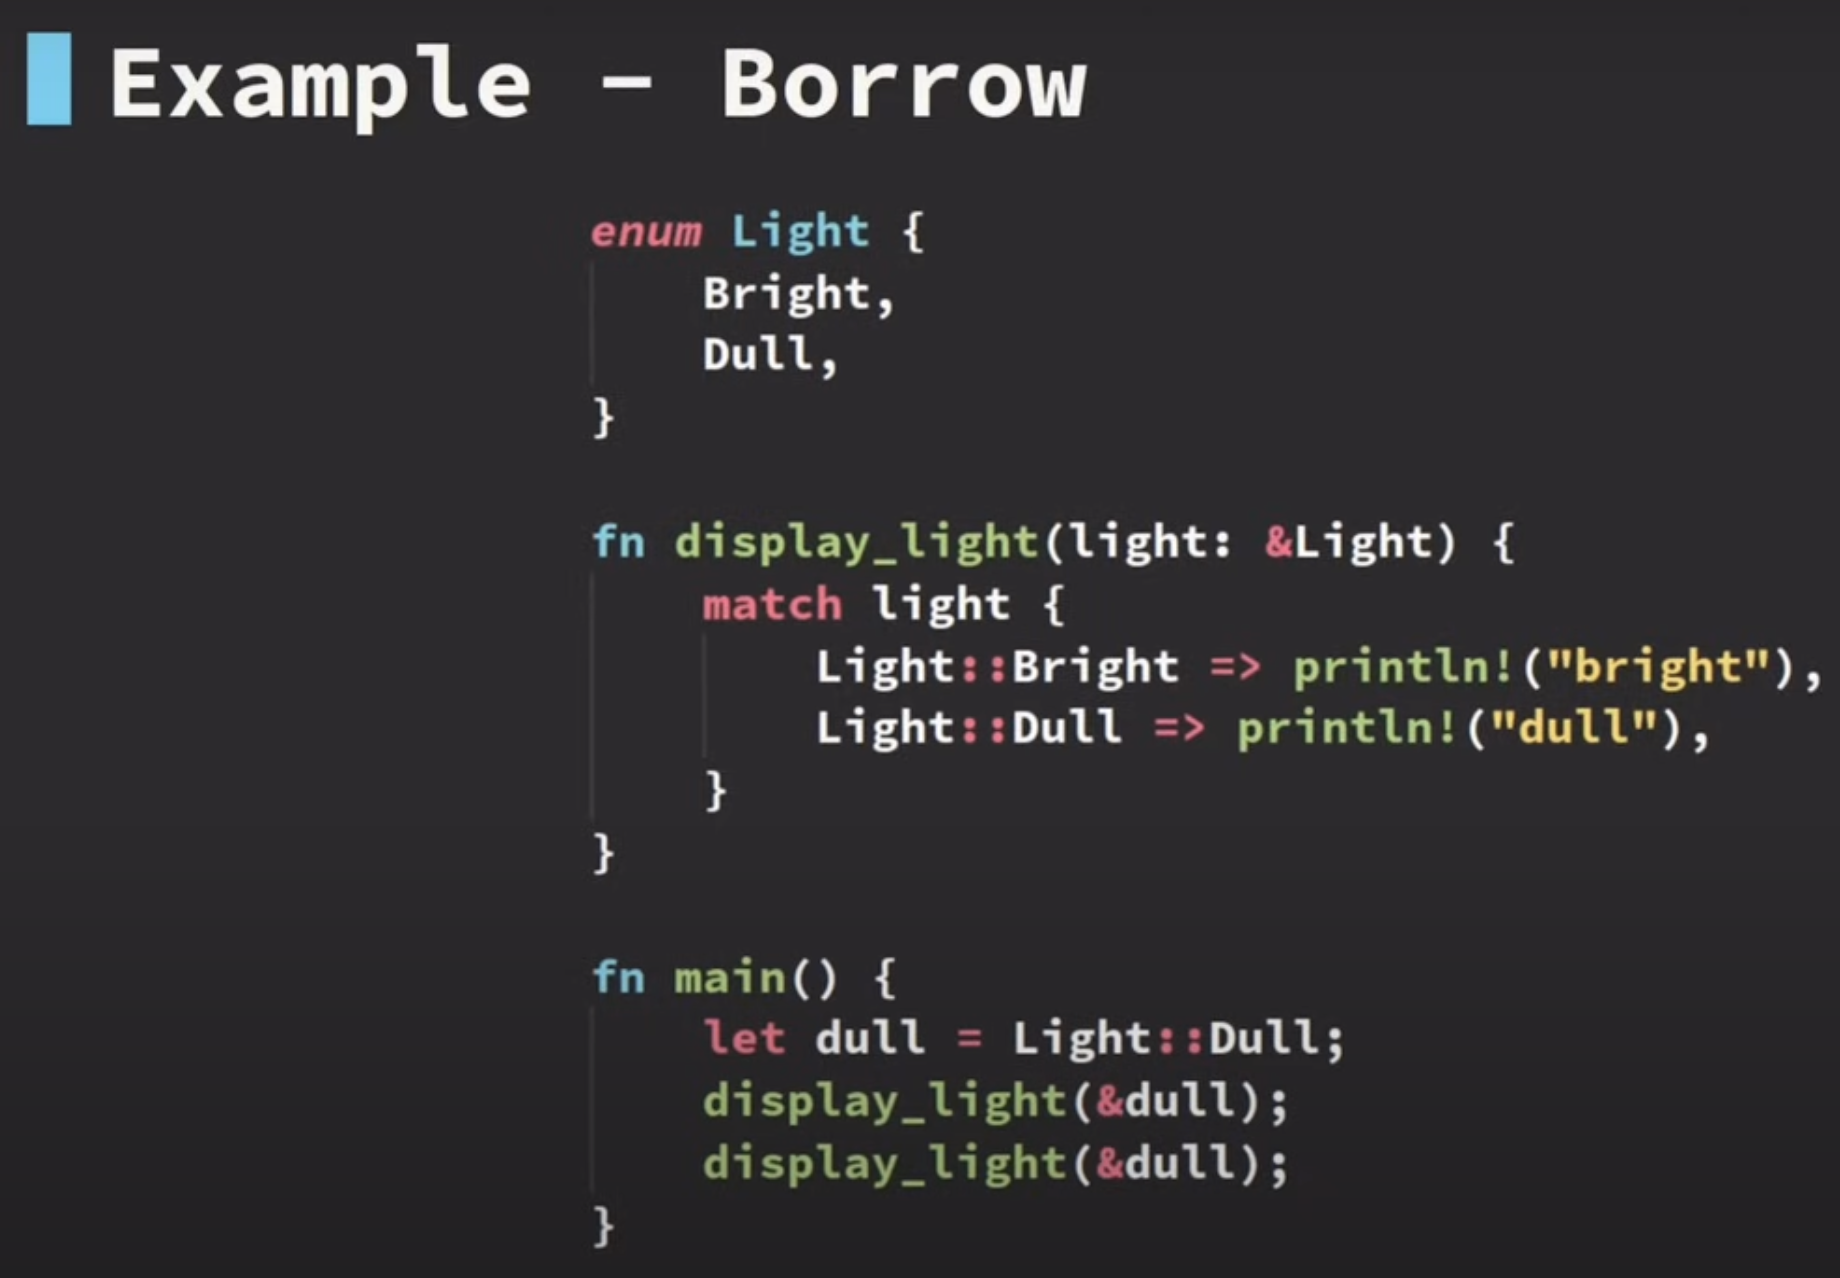 Example - Borrow
enum Light {
    Bright,
    Dull,
}
fn display_light(light: &Light) {
    match light {
        Light::Bright => println!("bright"),
        Light::Dull => println!("dull"),
    }
}
fn main() {
    let dull = Light::Dull;
    display_light(&dull);
    display_light(&dull);
}